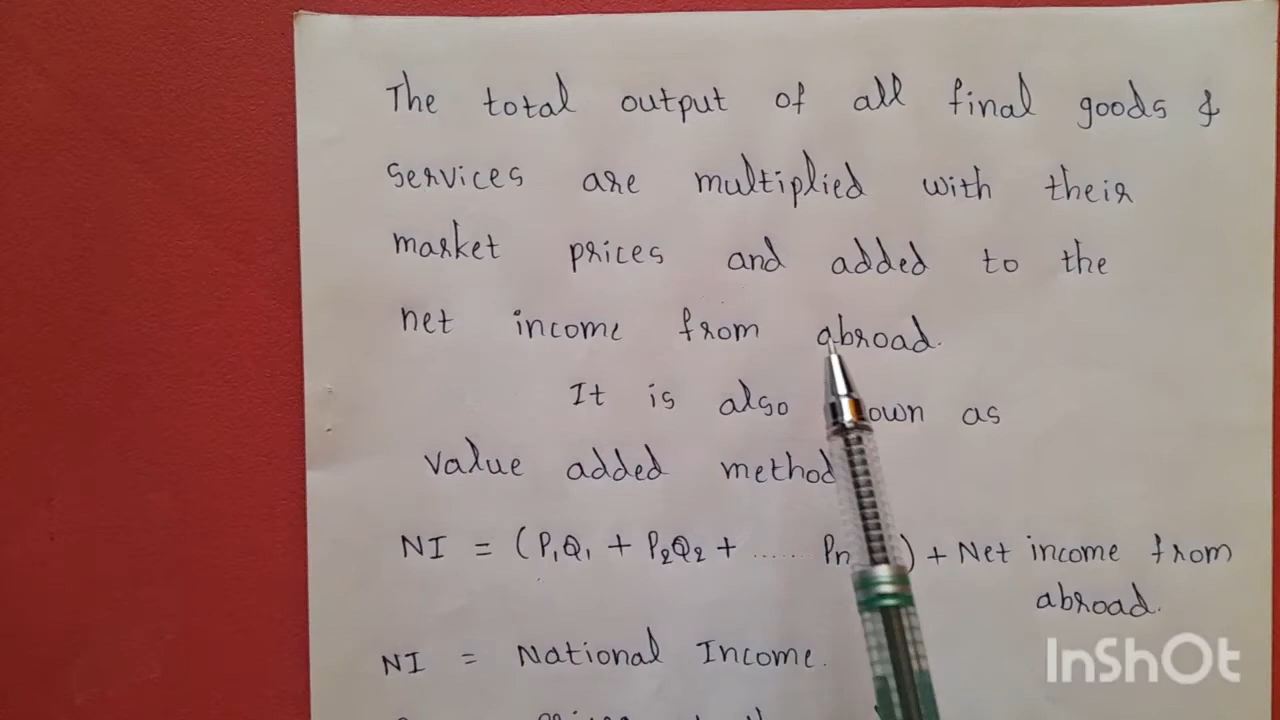 The total output of all final goods &
services are multiplied with their
market prices and added to the
net income from abroad.
It is also
as
value added method
NI = (P₁Q₁ + P₂Q₂ + ...... Pn ) + Net income from
abroad.
NI = National Income.
InShOt